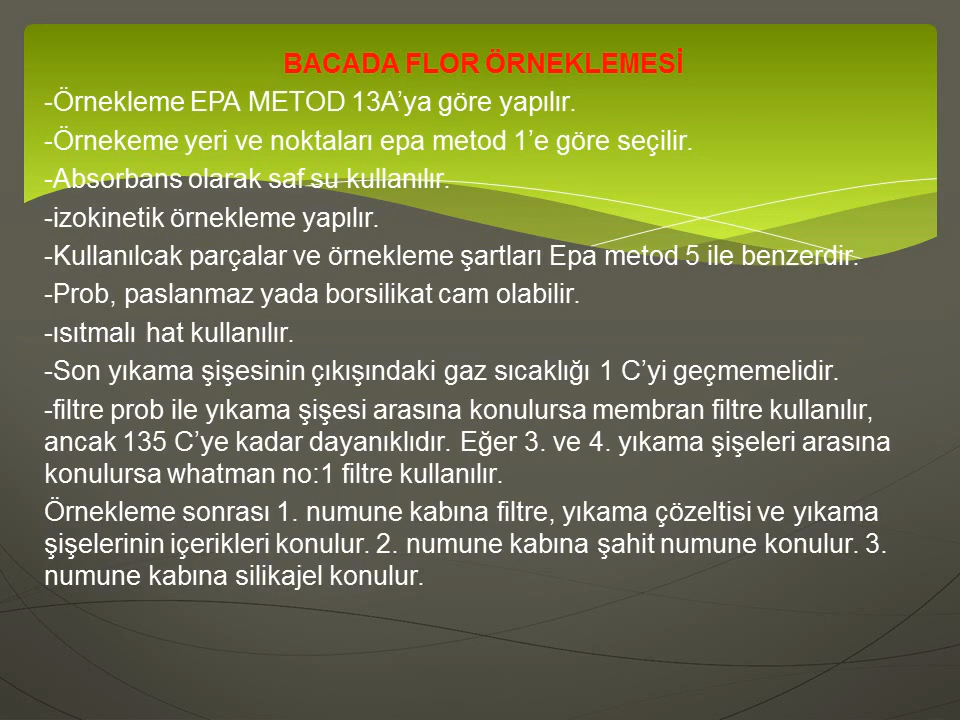 BACADA FLOR ÖRNEKLEMESİ
-Örnekleme EPA METOD 13A’ya göre yapılır.
-Örnekeme yeri ve noktaları epa metod 1’e göre seçilir.
-Absorbans olarak saf su kullanılır.
-izokinetik örnekleme yapılır.
-Kullanılcak parçalar ve örnekleme şartları Epa metod 5 ile benzerdir.
-Prob, paslanmaz yada borsilikat cam olabilir.
-ısıtmalı hat kullanılır.
-Son yıkama şişesinin çıkışındaki gaz sıcaklığı 1 C’yi geçmemelidir.
-filtre prob ile yıkama şişesi arasına konulursa membran filtre kullanılır,
ancak 135 C’ye kadar dayanıklıdır. Eğer 3. ve 4. yıkama şişeleri arasına
konulursa whatman no:1 filtre kullanılır.
Örnekleme sonrası 1. numune kabına filtre, yıkama çözeltisi ve yıkama
şişelerinin içerikleri konulur. 2. numune kabına şahit numune konulur. 3.
numune kabına silikajel konulur.